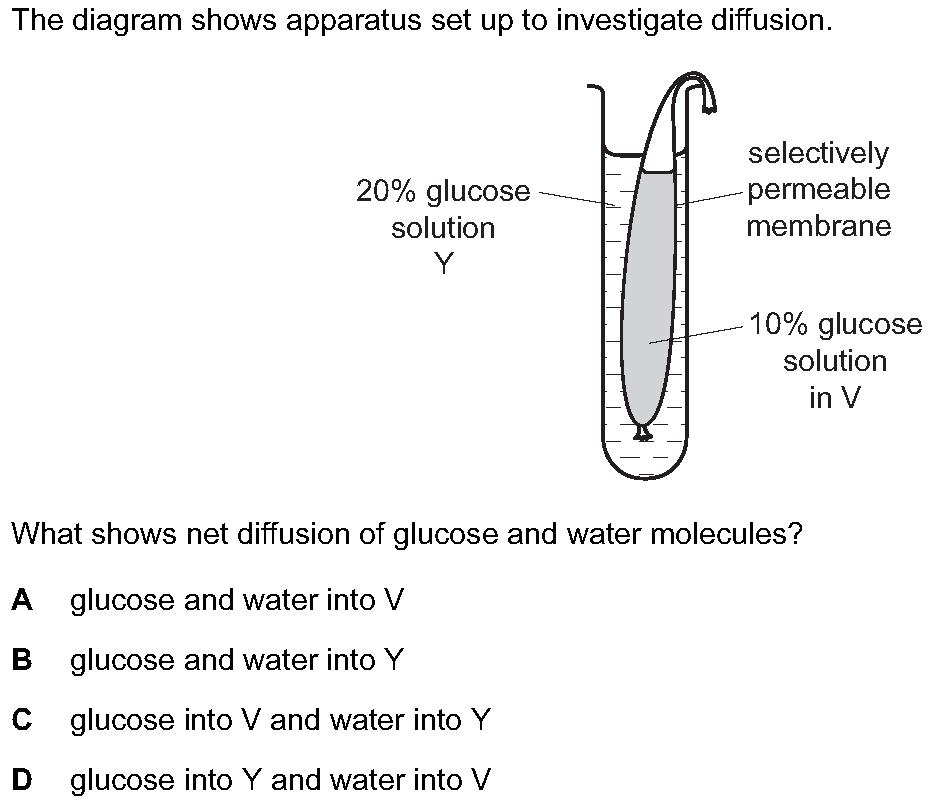 The diagram shows apparatus set up to investigate diffusion.
20% glucose
solution
Y
selectively
permeable
membrane
10% glucose
solution
in V
What shows net diffusion of glucose and water molecules?
A glucose and water into V
B glucose and water into Y
C glucose into V and water into Y
D glucose into Y and water into V